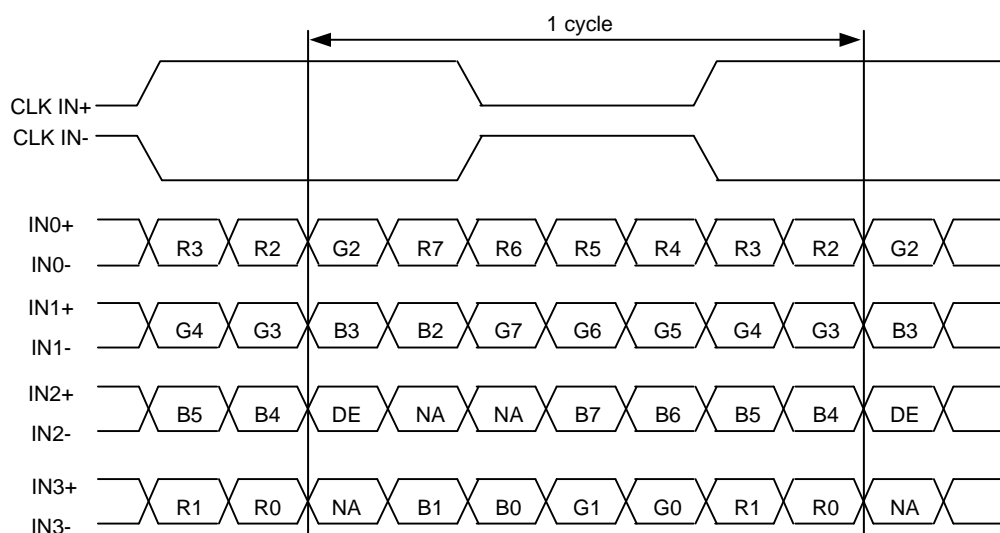 1 cycle
CLK IN+
CLK IN-
IN0+
R3 R2 G2 R7 R6 R5 R4 R3 R2 G2
IN0-
IN1+
G4 G3 B3 B2 G7 G6 G5 G4 G3 B3
IN1-
IN2+
B5 B4 DE NA NA B7 B6 B5 B4 DE
IN2-
IN3+
R1 R0 NA B1 B0 G1 G0 R1 R0 NA
IN3-